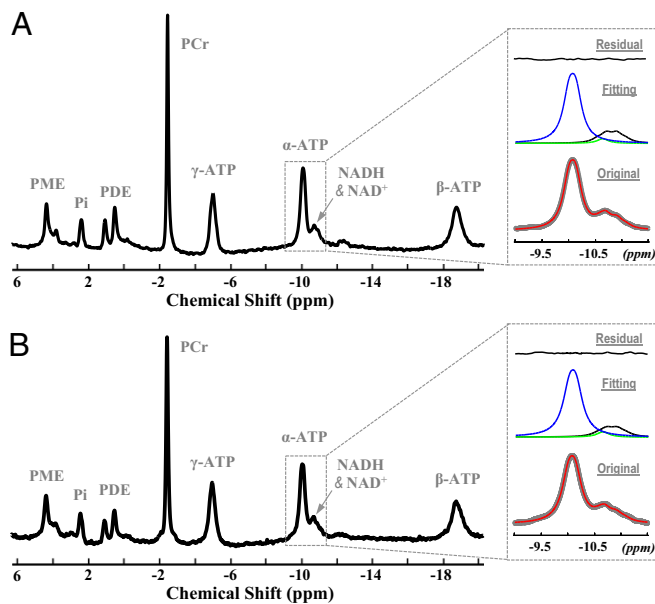 A
PCr
α-ATP
NADH
& NAD⁺
γ-ATP
β-ATP
PME
PDE
Pi
6 2 -2 -6 -10 -14 -18
Chemical Shift (ppm)
Residual
Fitting
Original
-9.5 -10.5 (ppm)
B
PCr
α-ATP
NADH
& NAD⁺
γ-ATP
β-ATP
PME
PDE
Pi
6 2 -2 -6 -10 -14 -18
Chemical Shift (ppm)
Residual
Fitting
Original
-9.5 -10.5 (ppm)